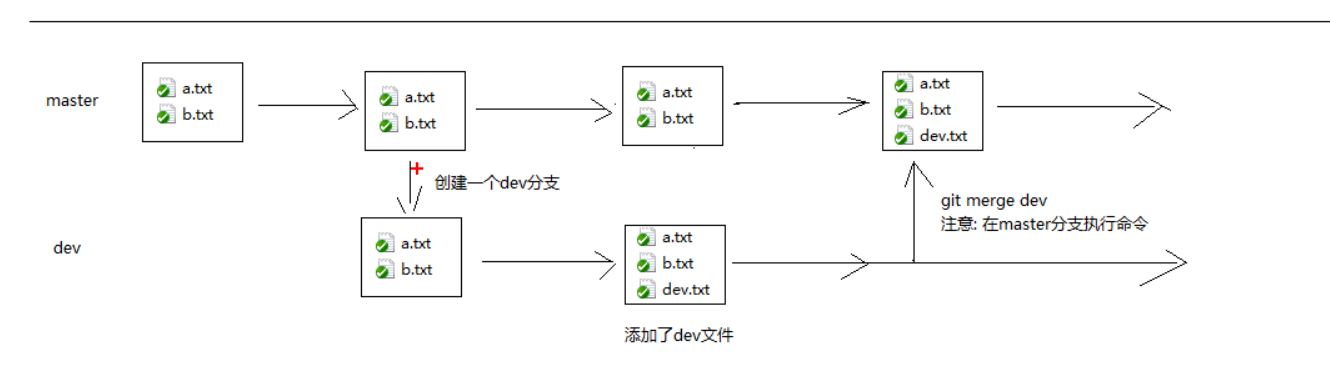 master
a.txt
b.txt
a.txt
b.txt
a.txt
b.txt
a.txt
b.txt
dev.txt
创建一个dev分支
git merge dev
注意: 在master分支执行命令
dev
a.txt
b.txt
a.txt
b.txt
dev.txt
添加了dev文件